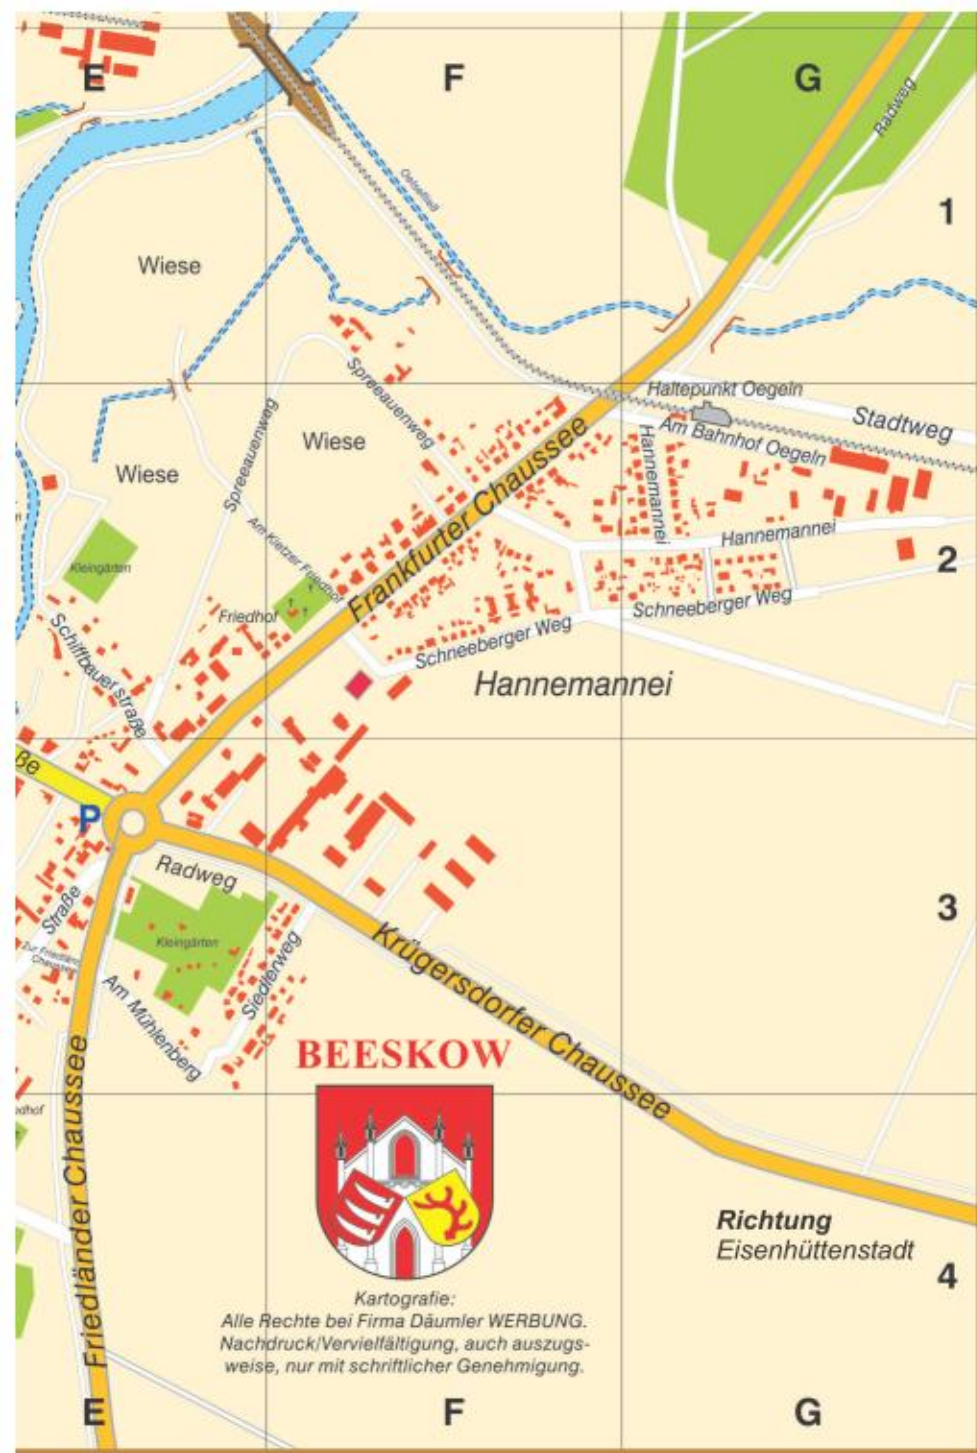 E
F
G
Radweg
Oelsefließ
1
Wiese
Spreeauenweg
Haltepunkt Oegeln
Stadtweg
Am Bahnhof Oegeln
Wiese
Wiese
Spreeauenweg
Frankfurter Chaussee
Hannemannei
Hannemannei
2
Am Kietzer Friedhof
Kleingärten
Friedhof
Schneeberger Weg
Schneeberger Weg
Schiffbauerstraße
Hannemannei
ße
P
Radweg
3
Straße
Kleingärten
Krügersdorfer Chaussee
Siedlerweg
Am Mühlenberg
BEESKOW
Friedländer Chaussee
Richtung
Eisenhüttenstadt
4
Kartografie:
Alle Rechte bei Firma Däumler WERBUNG.
Nachdruck/Vervielfältigung, auch auszugs-
weise, nur mit schriftlicher Genehmigung.
E
F
G